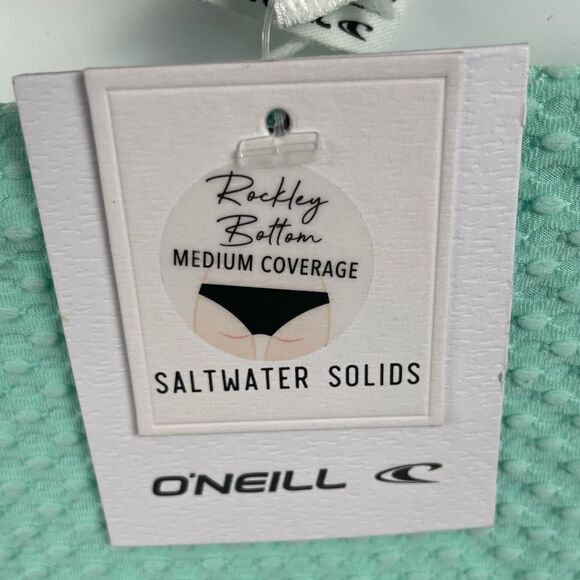 Rockley
Bottom
MEDIUM COVERAGE
SALTWATER SOLIDS
O'NEILL